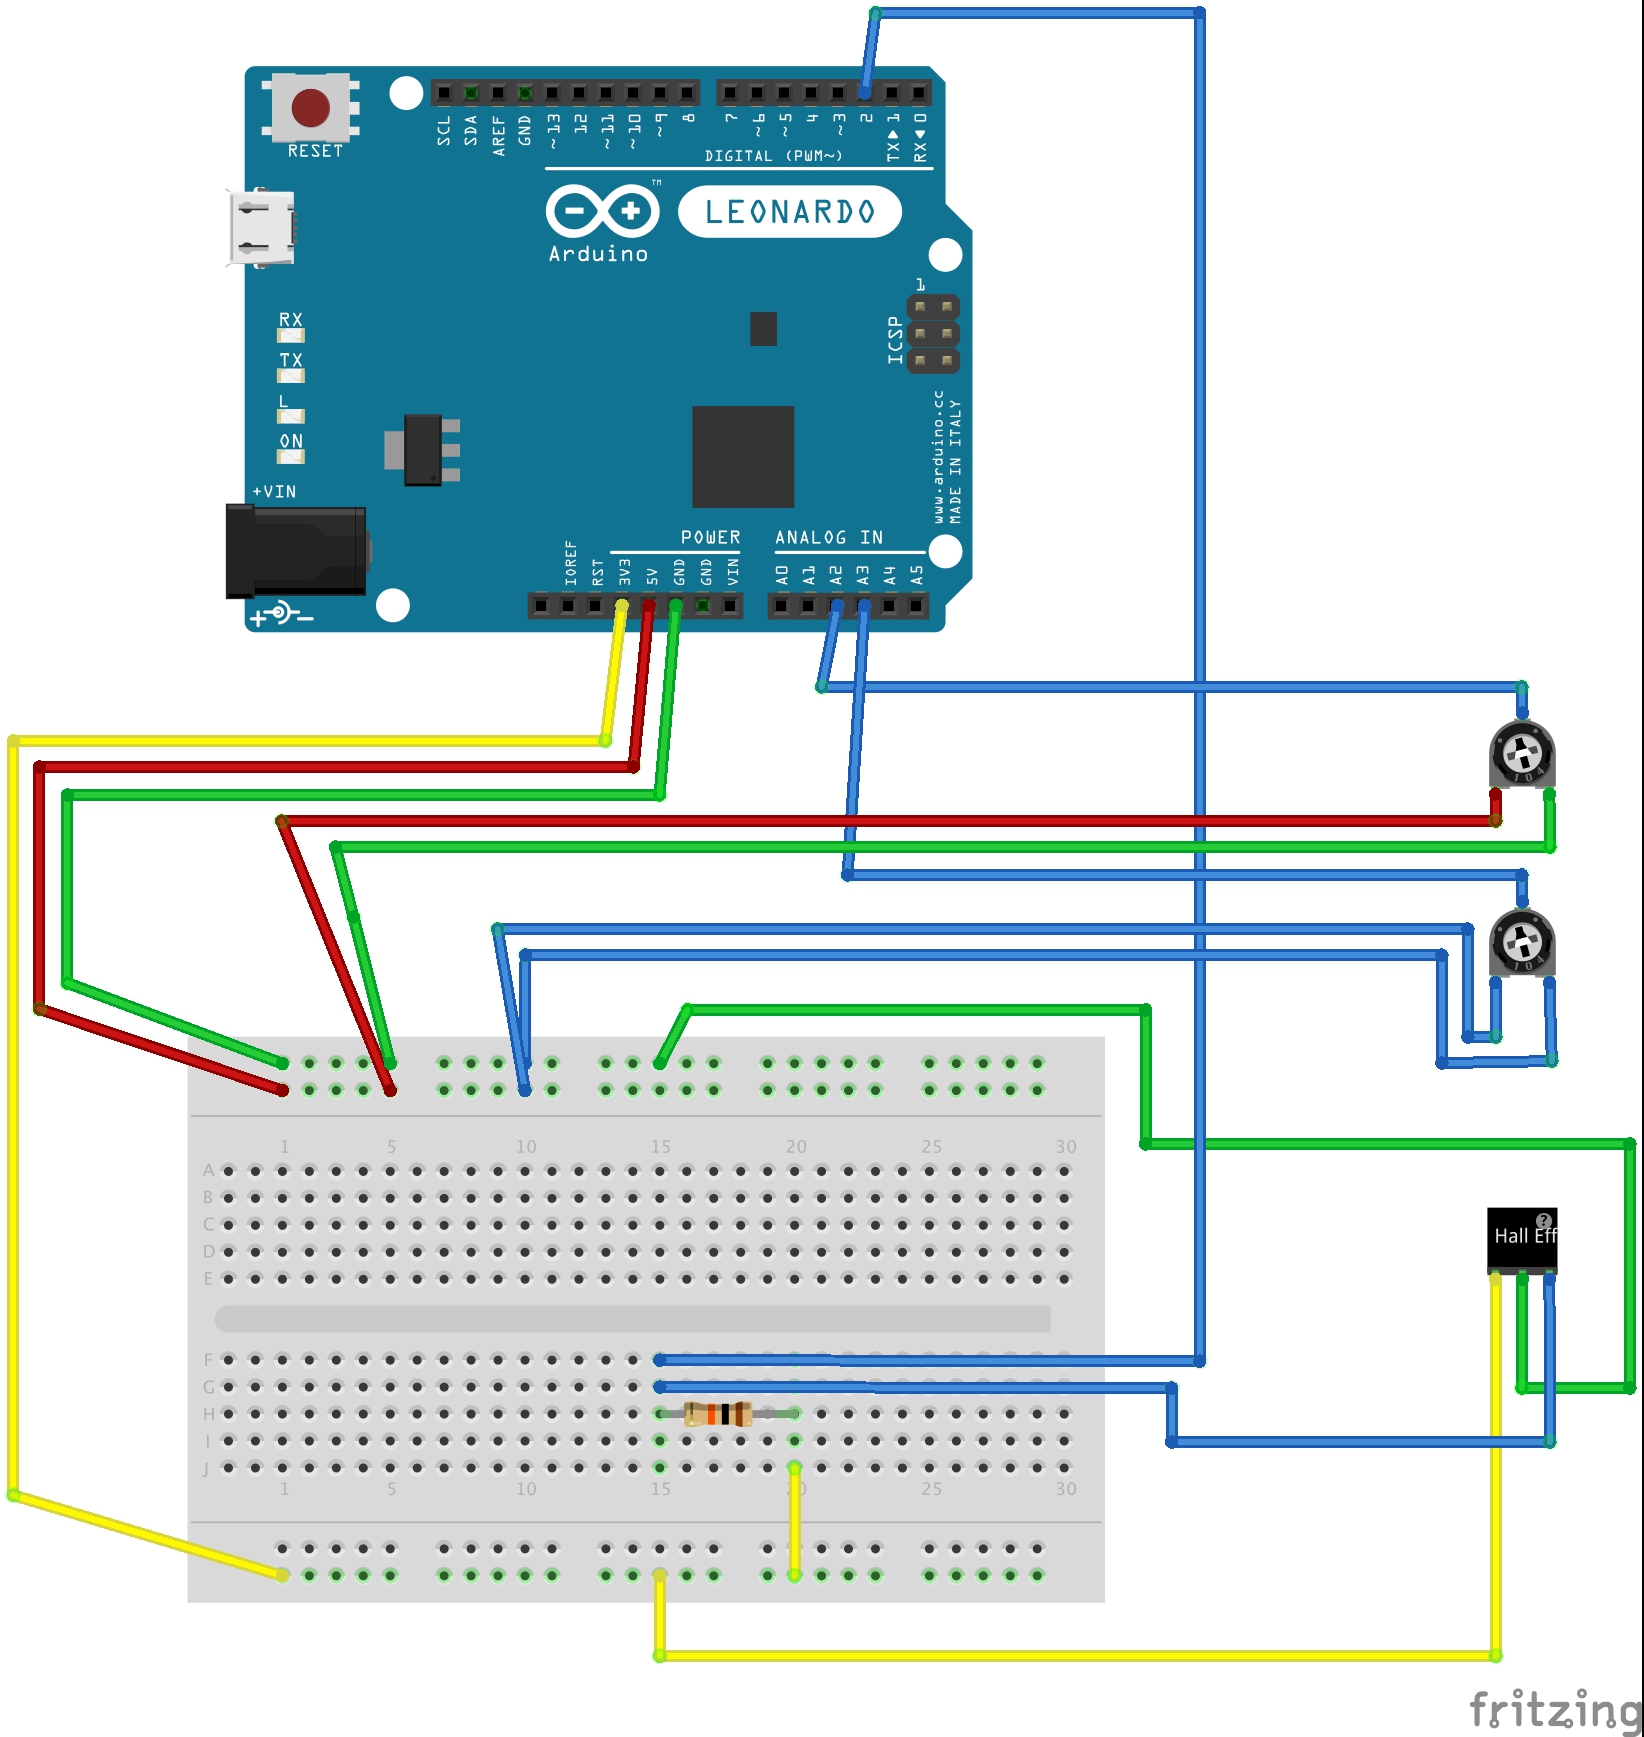 SCL SDA AREF GND ~13 12 ~11 ~10 ~9 8 7 ~6 ~5 4 ~3 2 TX▶1 RX◀0
RESET
DIGITAL (PWM~)
TM
LEONARDO
Arduino
1
ICSP
RX
TX
L
ON
www.arduino.cc
MADE IN ITALY
+VIN
POWER
ANALOG IN
IOREF RST 3V3 5V GND GND VIN A0 A1 A2 A3 A4 A5
104
104
1 5 10 15 20 25 30
A
B
C
D
E
?
Hall Eff
F
G
H
I
J
1 5 10 15 20 25 30
fritzing